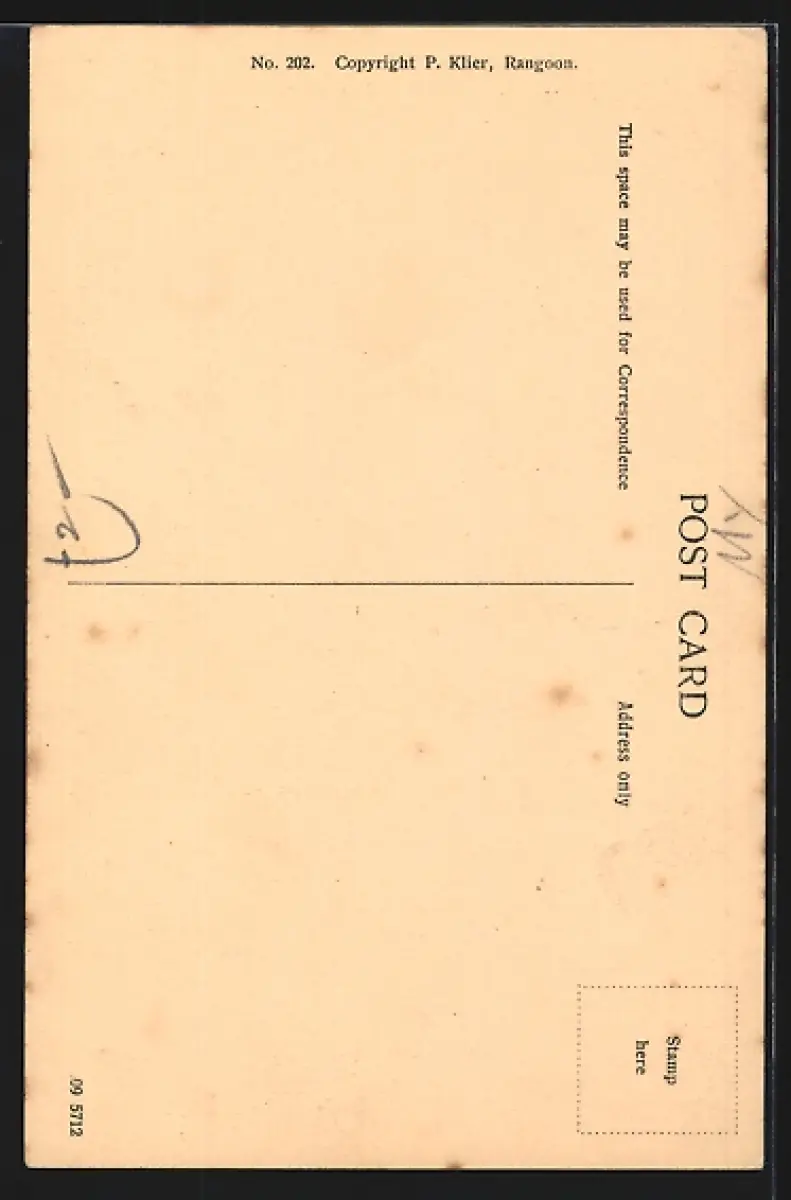 No. 202. Copyright P. Klier, Rangoon.
POST CARD
This space may be used for Correspondence
Address only
Stamp
here
09 5712